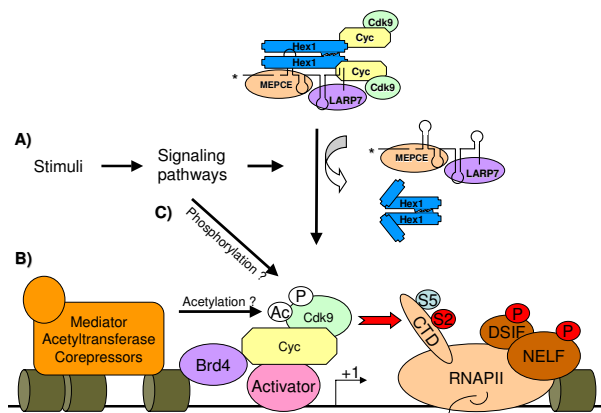 Cdk9
Cyc
Hex1
Hex1
Cyc
*
MEPCE
Cdk9
LARP7
A)
Stimuli
Signaling
pathways
*
MEPCE
LARP7
Hex1
Hex1
C)
Phosphorylation ?
B)
Mediator
Acetyltransferase
Corepressors
Acetylation ?
P
Ac
Cdk9
Cyc
Brd4
Activator
+1
S5
S2
CTD
RNAPII
P
DSIF
P
NELF